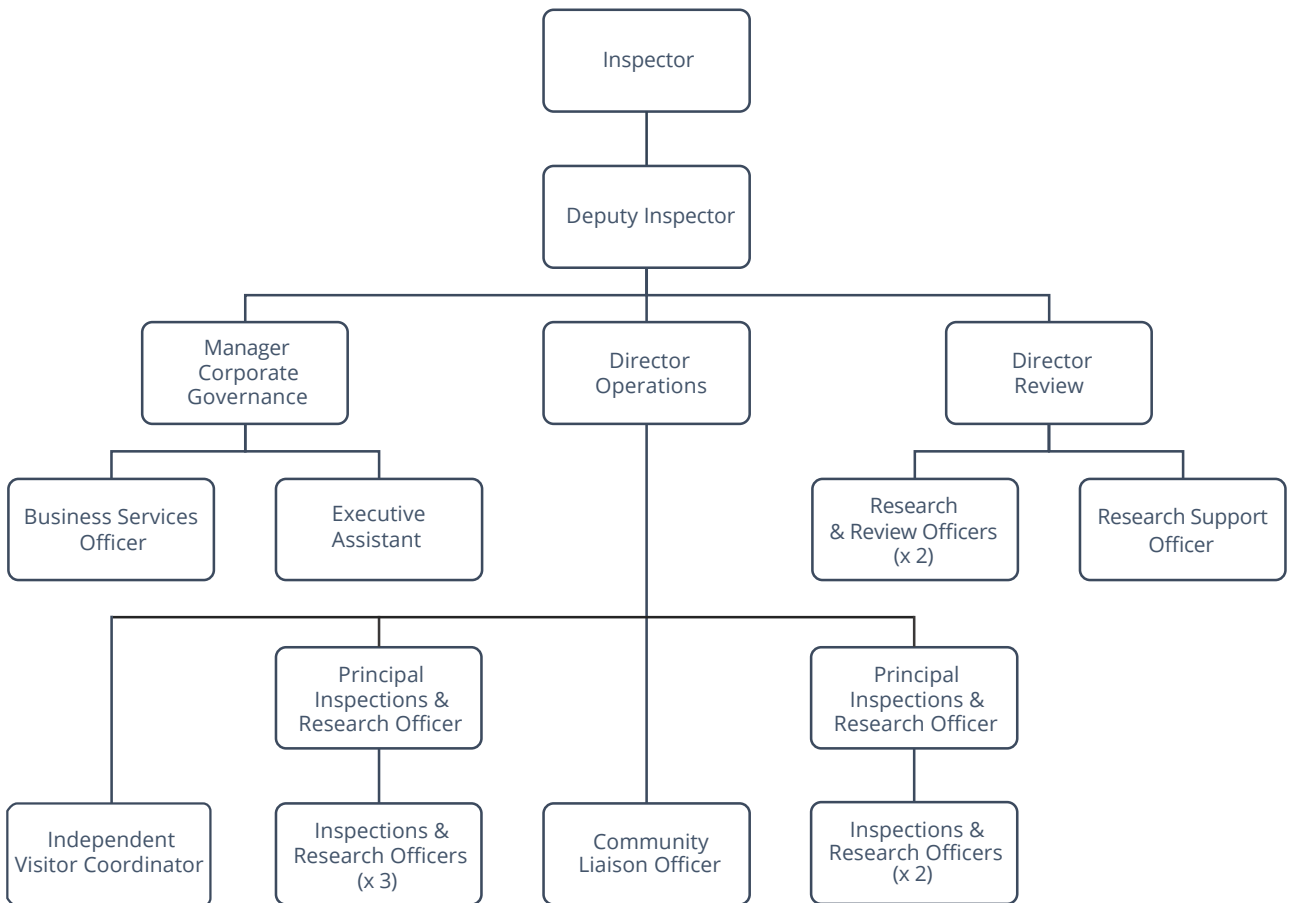 Inspector
Deputy Inspector
Manager
Corporate
Governance
Director
Operations
Director
Review
Business Services
Officer
Executive
Assistant
Research
& Review Officers
(x 2)
Research Support
Officer
Principal
Inspections &
Research Officer
Principal
Inspections &
Research Officer
Independent
Visitor Coordinator
Inspections &
Research Officers
(x 3)
Community
Liaison Officer
Inspections &
Research Officers
(x 2)